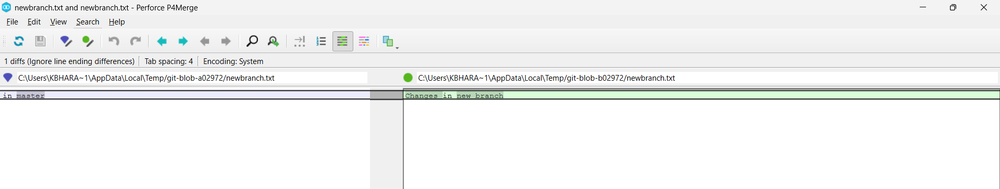 newbranch.txt and newbranch.txt - Perforce P4Merge
File Edit View Search Help
1 diffs (Ignore line ending differences) Tab spacing: 4 Encoding: System
C:\Users\KBHARA~1\AppData\Local\Temp/git-blob-a02972/newbranch.txt
C:\Users\KBHARA~1\AppData\Local\Temp/git-blob-b02972/newbranch.txt
in master
Changes in new branch